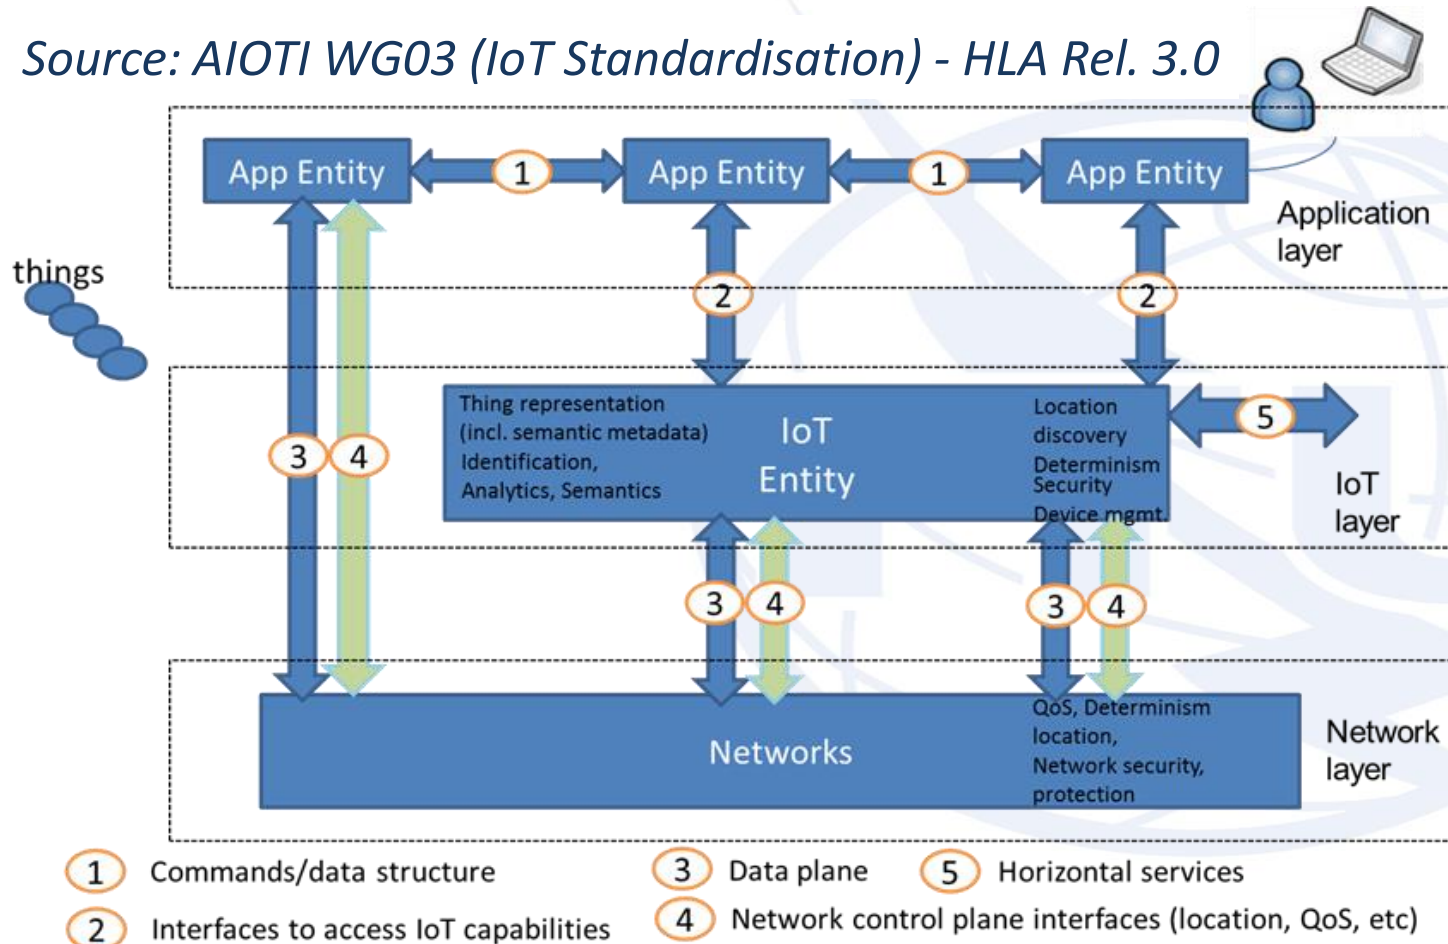 Source: AIOTI WG03 (IoT Standardisation) - HLA Rel. 3.0
App Entity
1
App Entity
1
App Entity
Application
layer
things
2
2
Thing representation
(incl. semantic metadata)
Identification,
Analytics, Semantics
IoT
Entity
Location
discovery
Determinism
Security
Device mgmt.
5
IoT
layer
3
4
3
4
3
4
Networks
QoS, Determinism
location,
Network security,
protection
Network
layer
1 Commands/data structure
3 Data plane
5 Horizontal services
2 Interfaces to access IoT capabilities
4 Network control plane interfaces (location, QoS, etc)